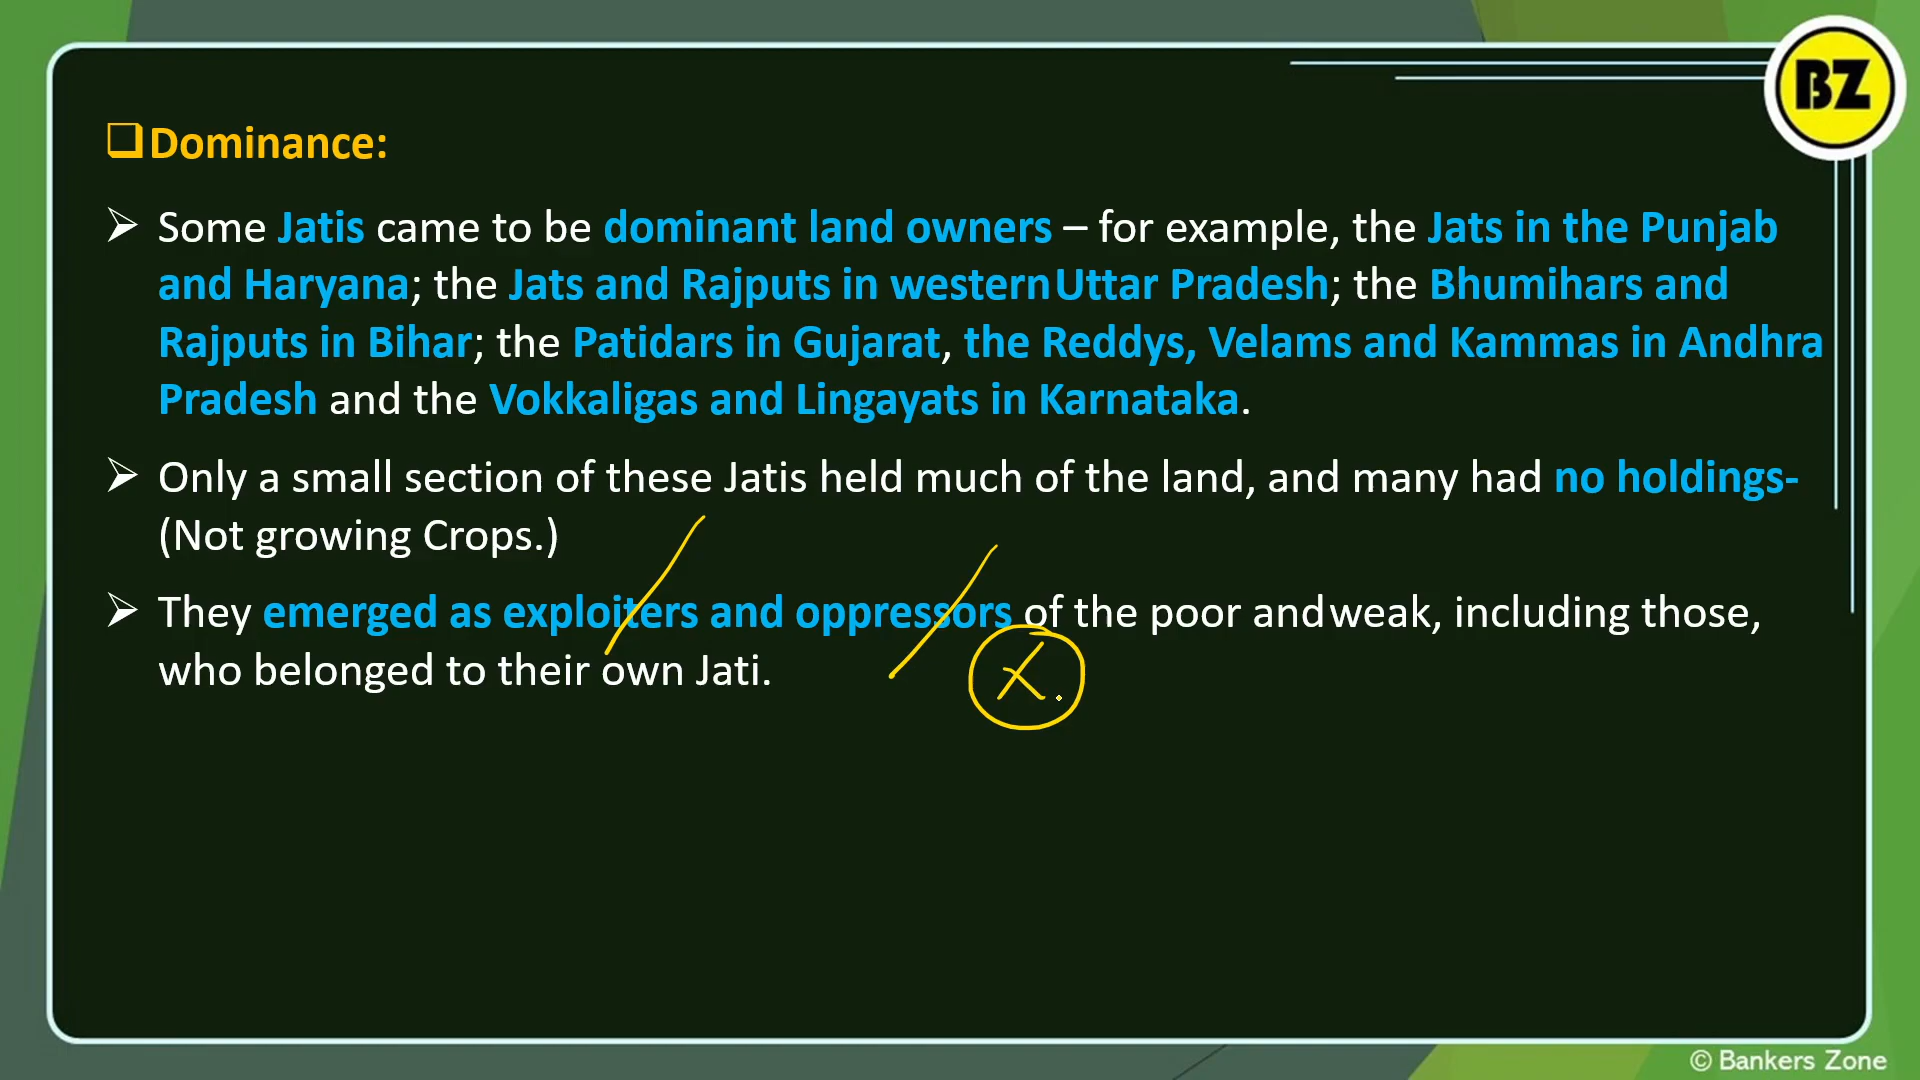 BZ
Dominance:
Some Jatis came to be dominant land owners – for example, the Jats in the Punjab
and Haryana; the Jats and Rajputs in western Uttar Pradesh; the Bhumihars and
Rajputs in Bihar; the Patidars in Gujarat, the Reddys, Velams and Kammas in Andhra
Pradesh and the Vokkaligas and Lingayats in Karnataka.
Only a small section of these Jatis held much of the land, and many had no holdings-
(Not growing Crops.)
They emerged as exploiters and oppressors of the poor and weak, including those,
who belonged to their own Jati.
X.
© Bankers Zone